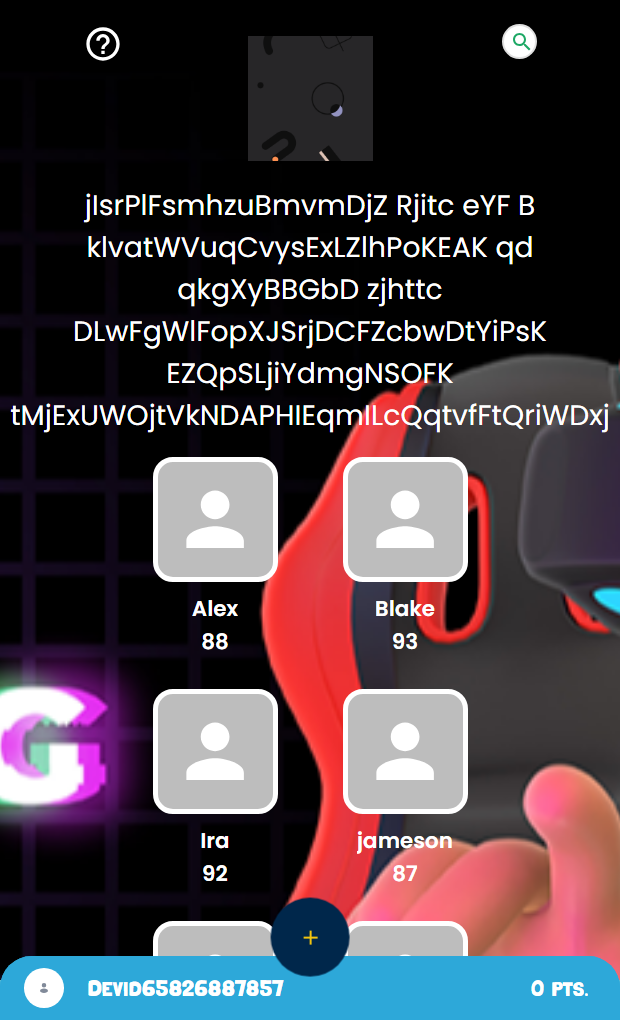 jIsrPlFsmhzuBmvmDjZ Rjitc eYF B
klvatWVuqCvysExLZlhPoKEAK qd
qkgXyBBGbD zjhttc
DLwFgWlFopXJSrjDCFZcbwDtYiPsK
EZQpSLjiYdmgNSOFK
tMjExUWOjtVkNDAPHIEqmILcQqtvfFtQriWDxj
Alex
Blake
88
93
G
Ira
jameson
92
87
+
Devid65826887857
0 pts.